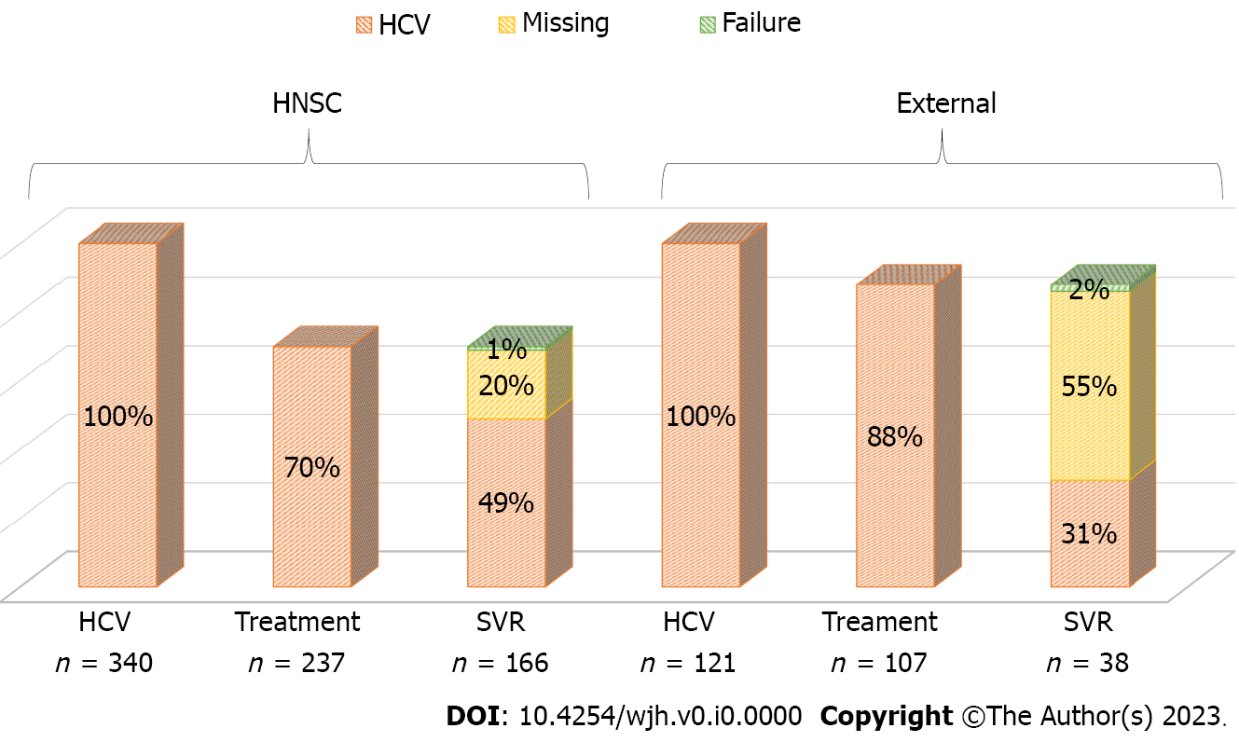 HCV Missing Failure
HNSC External
100% 70% 1% 20% 49% 100% 88% 2% 55% 31%
HCV Treatment SVR HCV Treament SVR
n = 340 n = 237 n = 166 n = 121 n = 107 n = 38
DOI: 10.4254/wjh.v0.i0.0000 Copyright ©The Author(s) 2023.